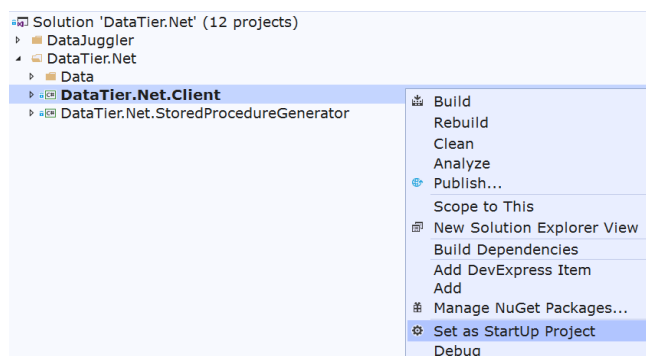 Solution 'DataTier.Net' (12 projects)
DataJuggler
DataTier.Net
Data
DataTier.Net.Client
DataTier.Net.StoredProcedureGenerator
Build
Rebuild
Clean
Analyze
Publish...
Scope to This
New Solution Explorer View
Build Dependencies
Add DevExpress Item
Add
Manage NuGet Packages...
Set as StartUp Project
Debug